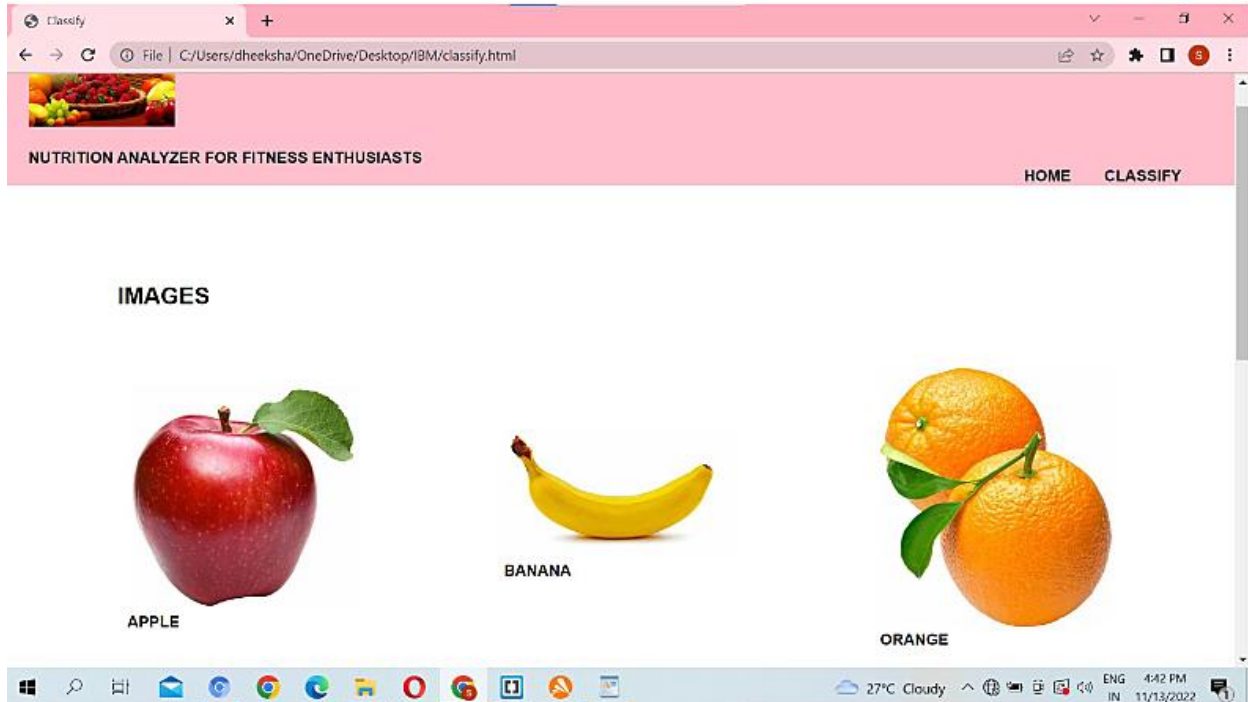 Classify
File | C:/Users/dheeksha/OneDrive/Desktop/IBM/classify.html
S
NUTRITION ANALYZER FOR FITNESS ENTHUSIASTS
HOME CLASSIFY
IMAGES
BANANA
APPLE
ORANGE
27°C Cloudy
ENG
IN
4:42 PM
11/13/2022